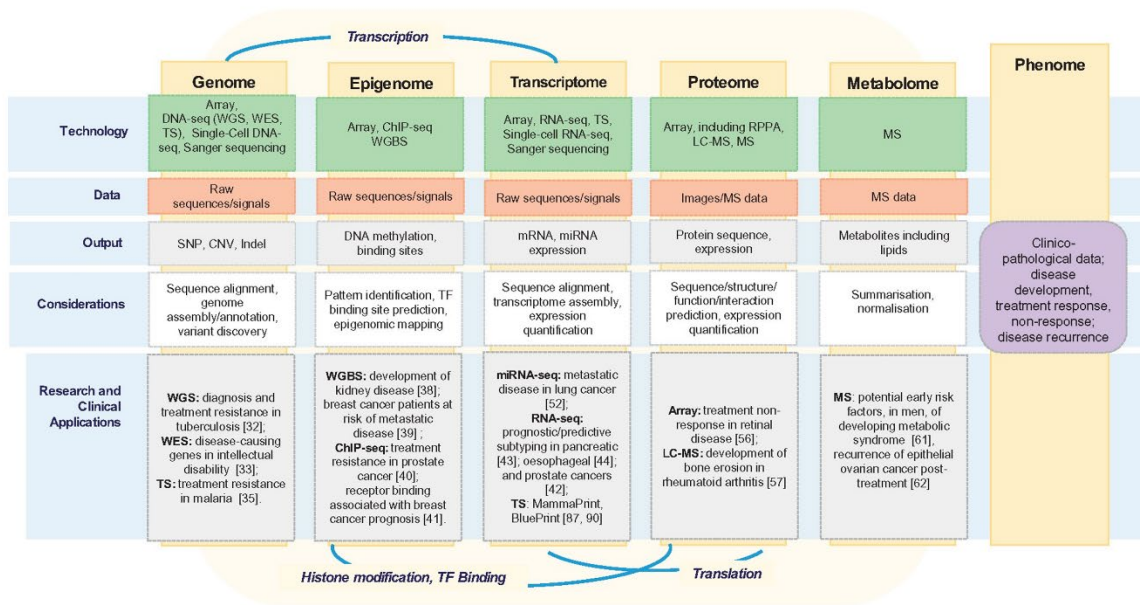 Transcription
Genome
Epigenome
Transcriptome
Proteome
Metabolome
Phenome
Technology
Array,
DNA-seq (WGS, WES,
TS), Single-Cell DNA-
seq, Sanger sequencing
Array, ChIP-seq
WGBS
Array, RNA-seq, TS,
Single-cell RNA-seq,
Sanger sequencing
Array, including RPPA,
LC-MS, MS
MS
Data
Raw
sequences/signals
Raw sequences/signals
Raw sequences/signals
Images/MS data
MS data
Output
SNP, CNV, Indel
DNA methylation,
binding sites
mRNA, miRNA
expression
Protein sequence,
expression
Metabolites including
lipids
Clinico-
pathological data;
disease
development,
treatment response,
non-response;
disease recurrence
Considerations
Sequence alignment,
genome
assembly/annotation,
variant discovery
Pattern identification, TF
binding site prediction,
epigenomic mapping
Sequence alignment,
transcriptome assembly,
expression
quantification
Sequence/structure/
function/interaction
prediction, expression
quantification
Summarisation,
normalisation
Research and
Clinical
Applications
WGS: diagnosis and
treatment resistance in
tuberculosis [32];
WES: disease-causing
genes in intellectual
disability [33];
TS: treatment resistance
in malaria [35].
WGBS: development of
kidney disease [38];
breast cancer patients at
risk of metastatic
disease [39] ;
ChIP-seq: treatment
resistance in prostate
cancer [40];
receptor binding
associated with breast
cancer prognosis [41].
miRNA-seq: metastatic
disease in lung cancer
[52];
RNA-seq:
prognostic/predictive
subtyping in pancreatic
[43]; oesophageal [44];
and prostate cancers
[42];
TS: MammaPrint,
BluePrint [87, 90]
Array: treatment non-
response in retinal
disease [56];
LC-MS: development of
bone erosion in
rheumatoid arthritis [57]
MS: potential early risk
factors, in men, of
developing metabolic
syndrome [61],
recurrence of epithelial
ovarian cancer post-
treatment [62]
Histone modification, TF Binding
Translation